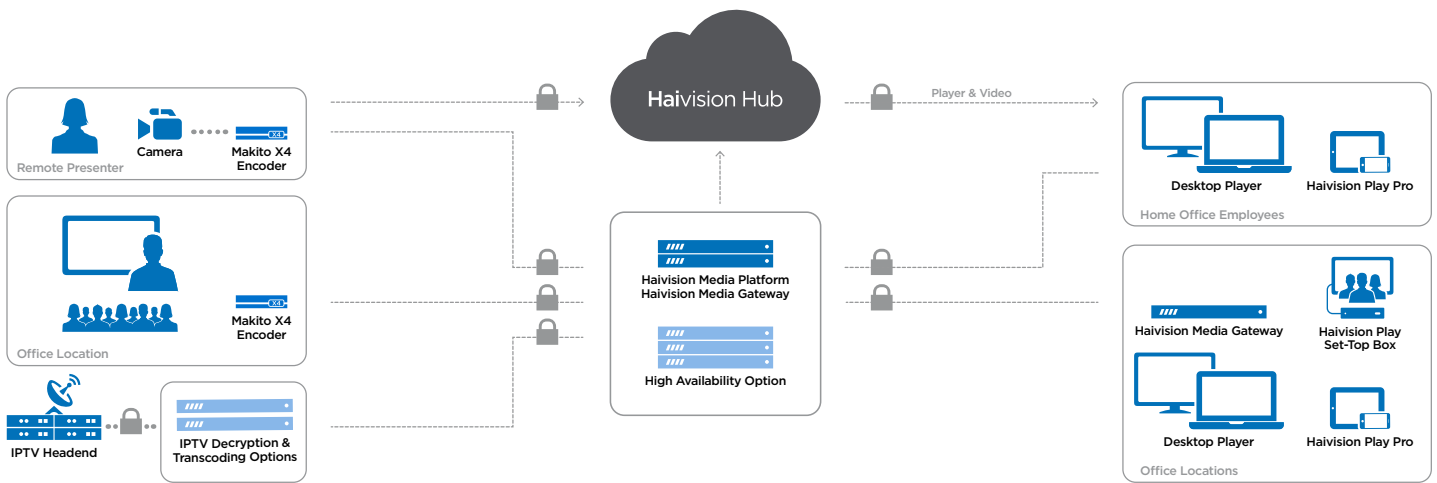 Haivision Hub
Player & Video
Camera
Makito X4
Encoder
X4
Remote Presenter
Makito X4
Encoder
X4
Office Location
IPTV Headend
IPTV Decryption &
Transcoding Options
Haivision Media Platform
Haivision Media Gateway
High Availability Option
Desktop Player
Haivision Play Pro
Home Office Employees
Haivision Media Gateway
Haivision Play
Set-Top Box
Desktop Player
Haivision Play Pro
Office Locations